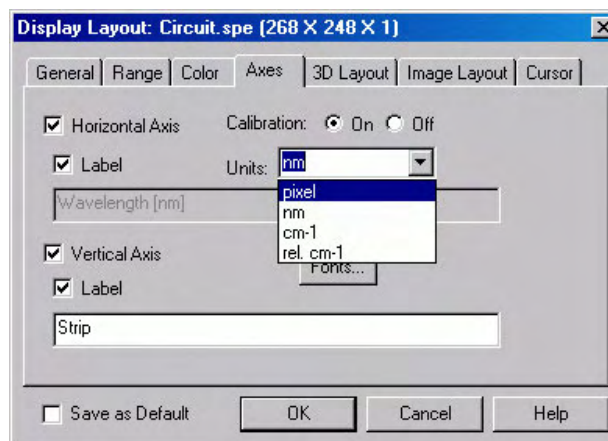 Display Layout: Circuit.spe (268 X 248 X 1)
General Range Color Axes 3D Layout Image Layout Cursor
Horizontal Axis Calibration: On Off
Label Units: nm
pixel
Wavelength [nm]
nm
cm-1
Vertical Axis rel. cm-1
Fonts...
Label
Strip
Save as Default OK Cancel Help